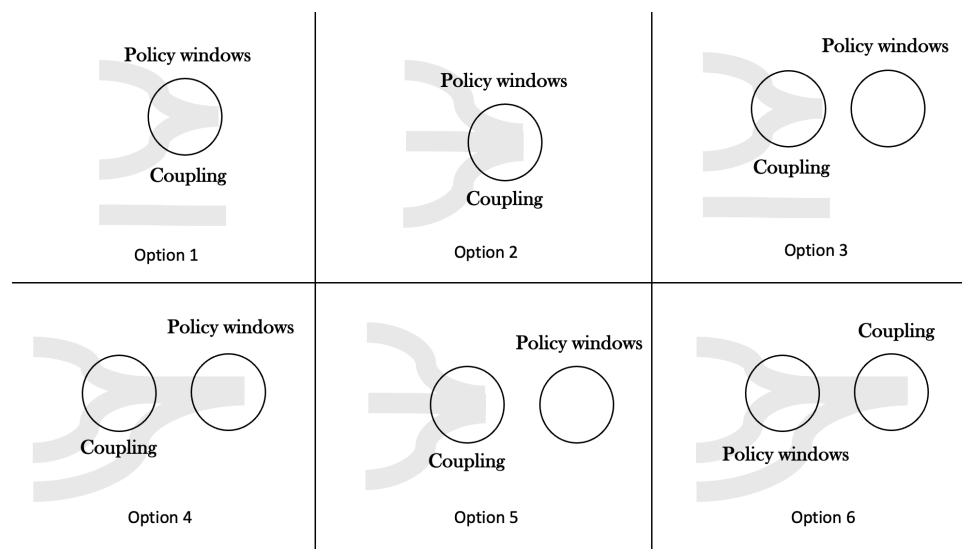 Policy windows
Coupling
Option 1
Policy windows
Coupling
Option 2
Policy windows
Coupling
Option 3
Policy windows
Coupling
Option 4
Policy windows
Coupling
Option 5
Coupling
Policy windows
Option 6